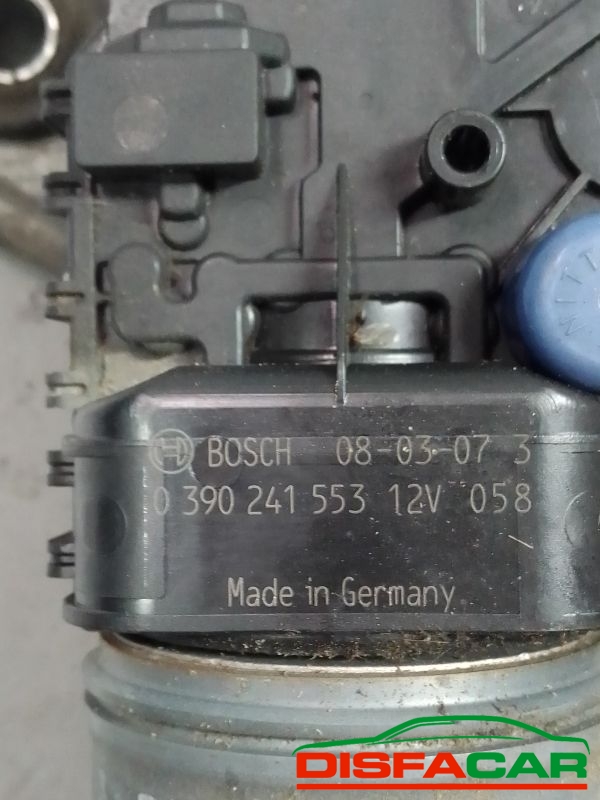 BOSCH 08-03-07 3
0 390 241 553 12V 058
Made in Germany
DISFACAR